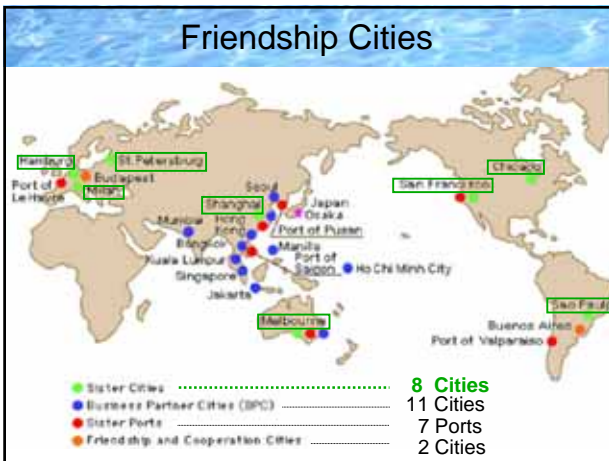 Friendship Cities
Hamburg
St.Petersburg
Budapest
Port of
Le Havre
Milan
Chicago
San Francisco
Seoul
Shanghai
Japan
Osaka
Hong
Kong
Port of Pusan
Mumbai
Bangkok
Manila
Kuala Lumpur
Port of
Saigon
Ho Chi Minh City
Singapore
Jakarta
Melbourne
Sao Paulo
Buenos Aires
Port of Valparaiso
Sister Cities 8 Cities
Business Partner Cities (BPC) 11 Cities
Sister Ports 7 Ports
Friendship and Cooperation Cities 2 Cities